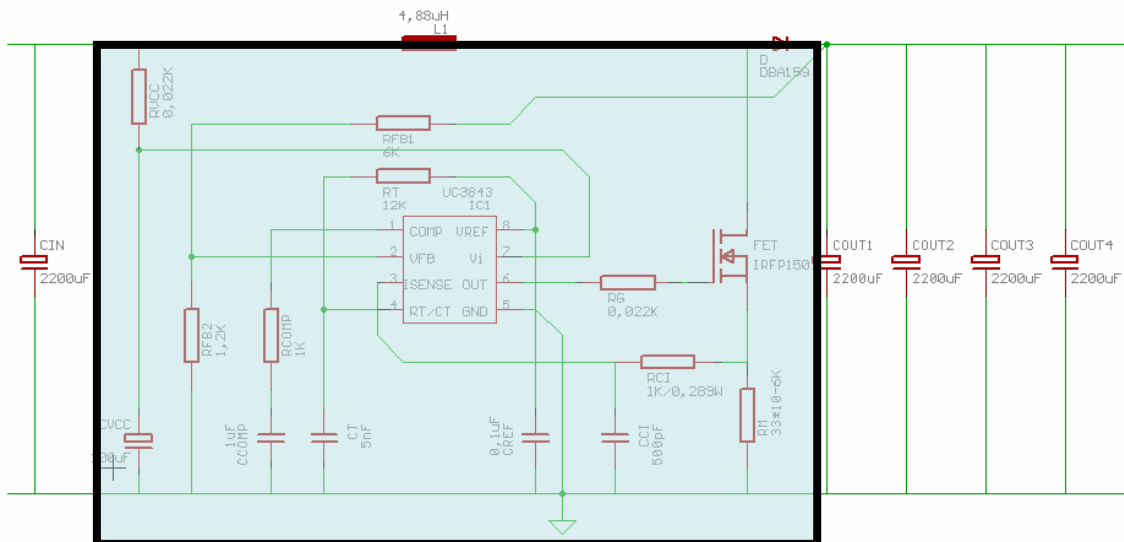 4,88uH
L1
D
DBA159
RVCC
0,022K
RFB1
6K
RT
12K
UC3843
IC1
1
COMP
VREF
8
2
VFB
Vi
7
3
ISENSE
OUT
6
4
RT/CT
GND
5
FET
IRFP150
CIN
2200uF
COUT1
2200uF
COUT2
2200uF
COUT3
2200uF
COUT4
2200uF
RG
0,022K
RFB2
1,2K
RCOMP
1K
RCI
1K/0,289W
RM
33*10-6K
CVCC
1uF
CCOMP
CT
5nF
0,1uF
CREF
CCI
500pF